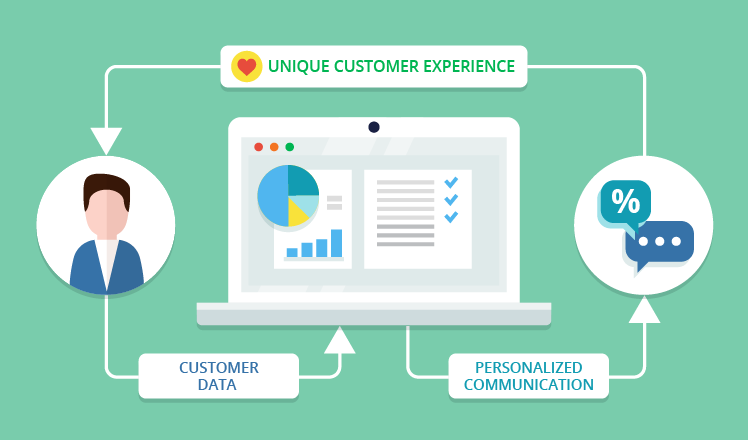 UNIQUE CUSTOMER EXPERIENCE
%
CUSTOMER
DATA
PERSONALIZED
COMMUNICATION